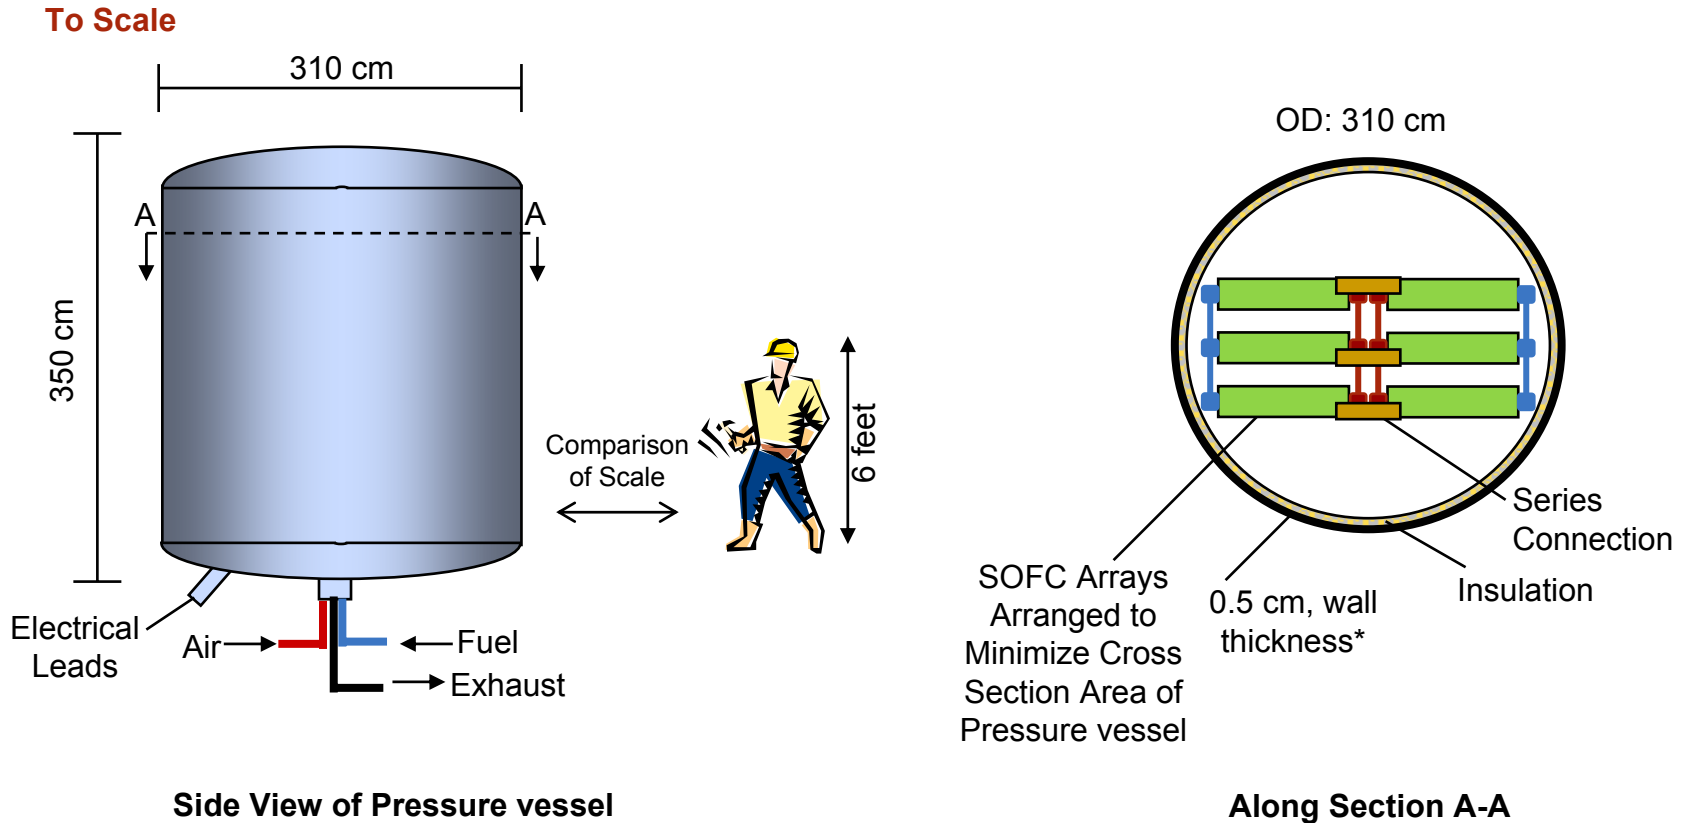 To Scale
310 cm
350 cm
A
A
Electrical
Leads
Air
Fuel
Exhaust
Comparison
of Scale
6 feet
Side View of Pressure vessel
OD: 310 cm
Series
Connection
Insulation
0.5 cm, wall
thickness*
SOFC Arrays
Arranged to
Minimize Cross
Section Area of
Pressure vessel
Along Section A-A